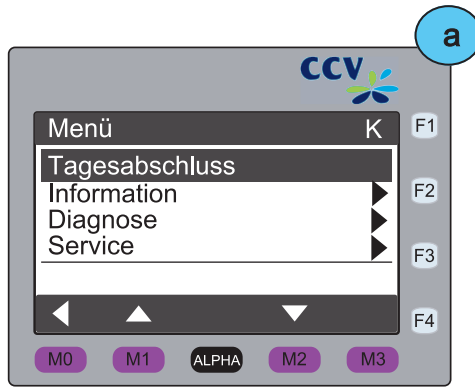 a
CCV
Menü K
F1
Tagesabschluss
Information
F2
Diagnose
Service
F3
F4
M0 M1 ALPHA M2 M3